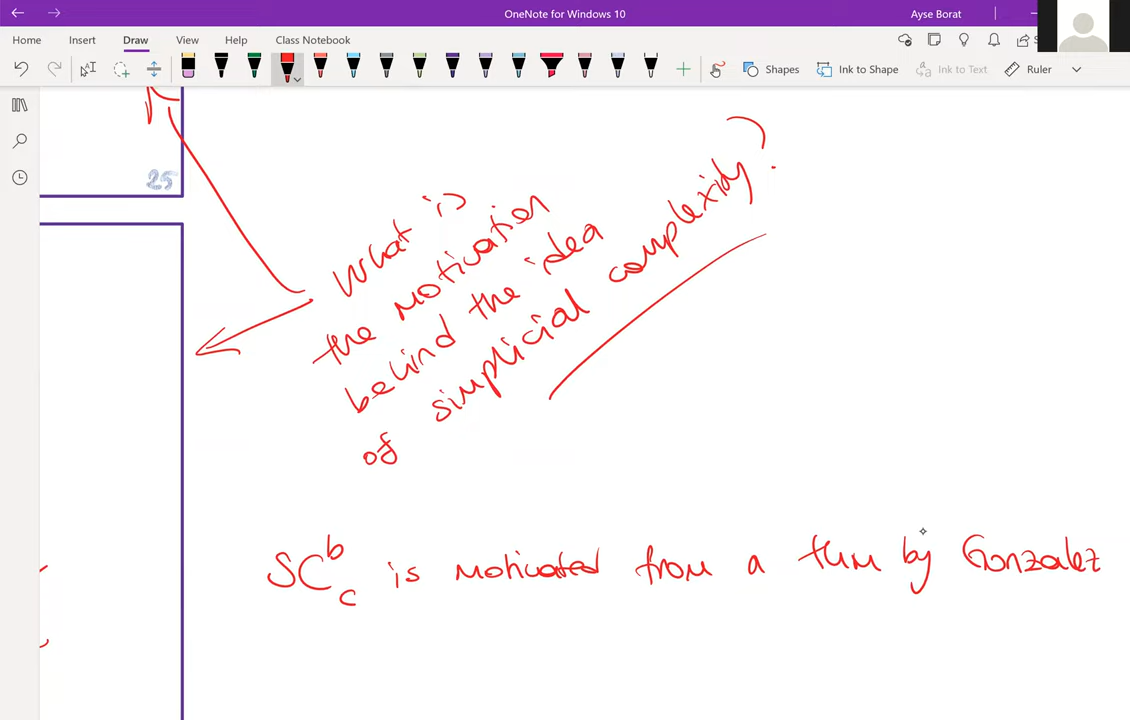 OneNote for Windows 10
Ayse Borat
Home Insert Draw View Help Class Notebook
Shapes Ink to Shape Ink to Text Ruler
25
What is
the motivation
behind the idea
of simplicial complexity?
SC^b_c is motivated from a thm by Gonzalez